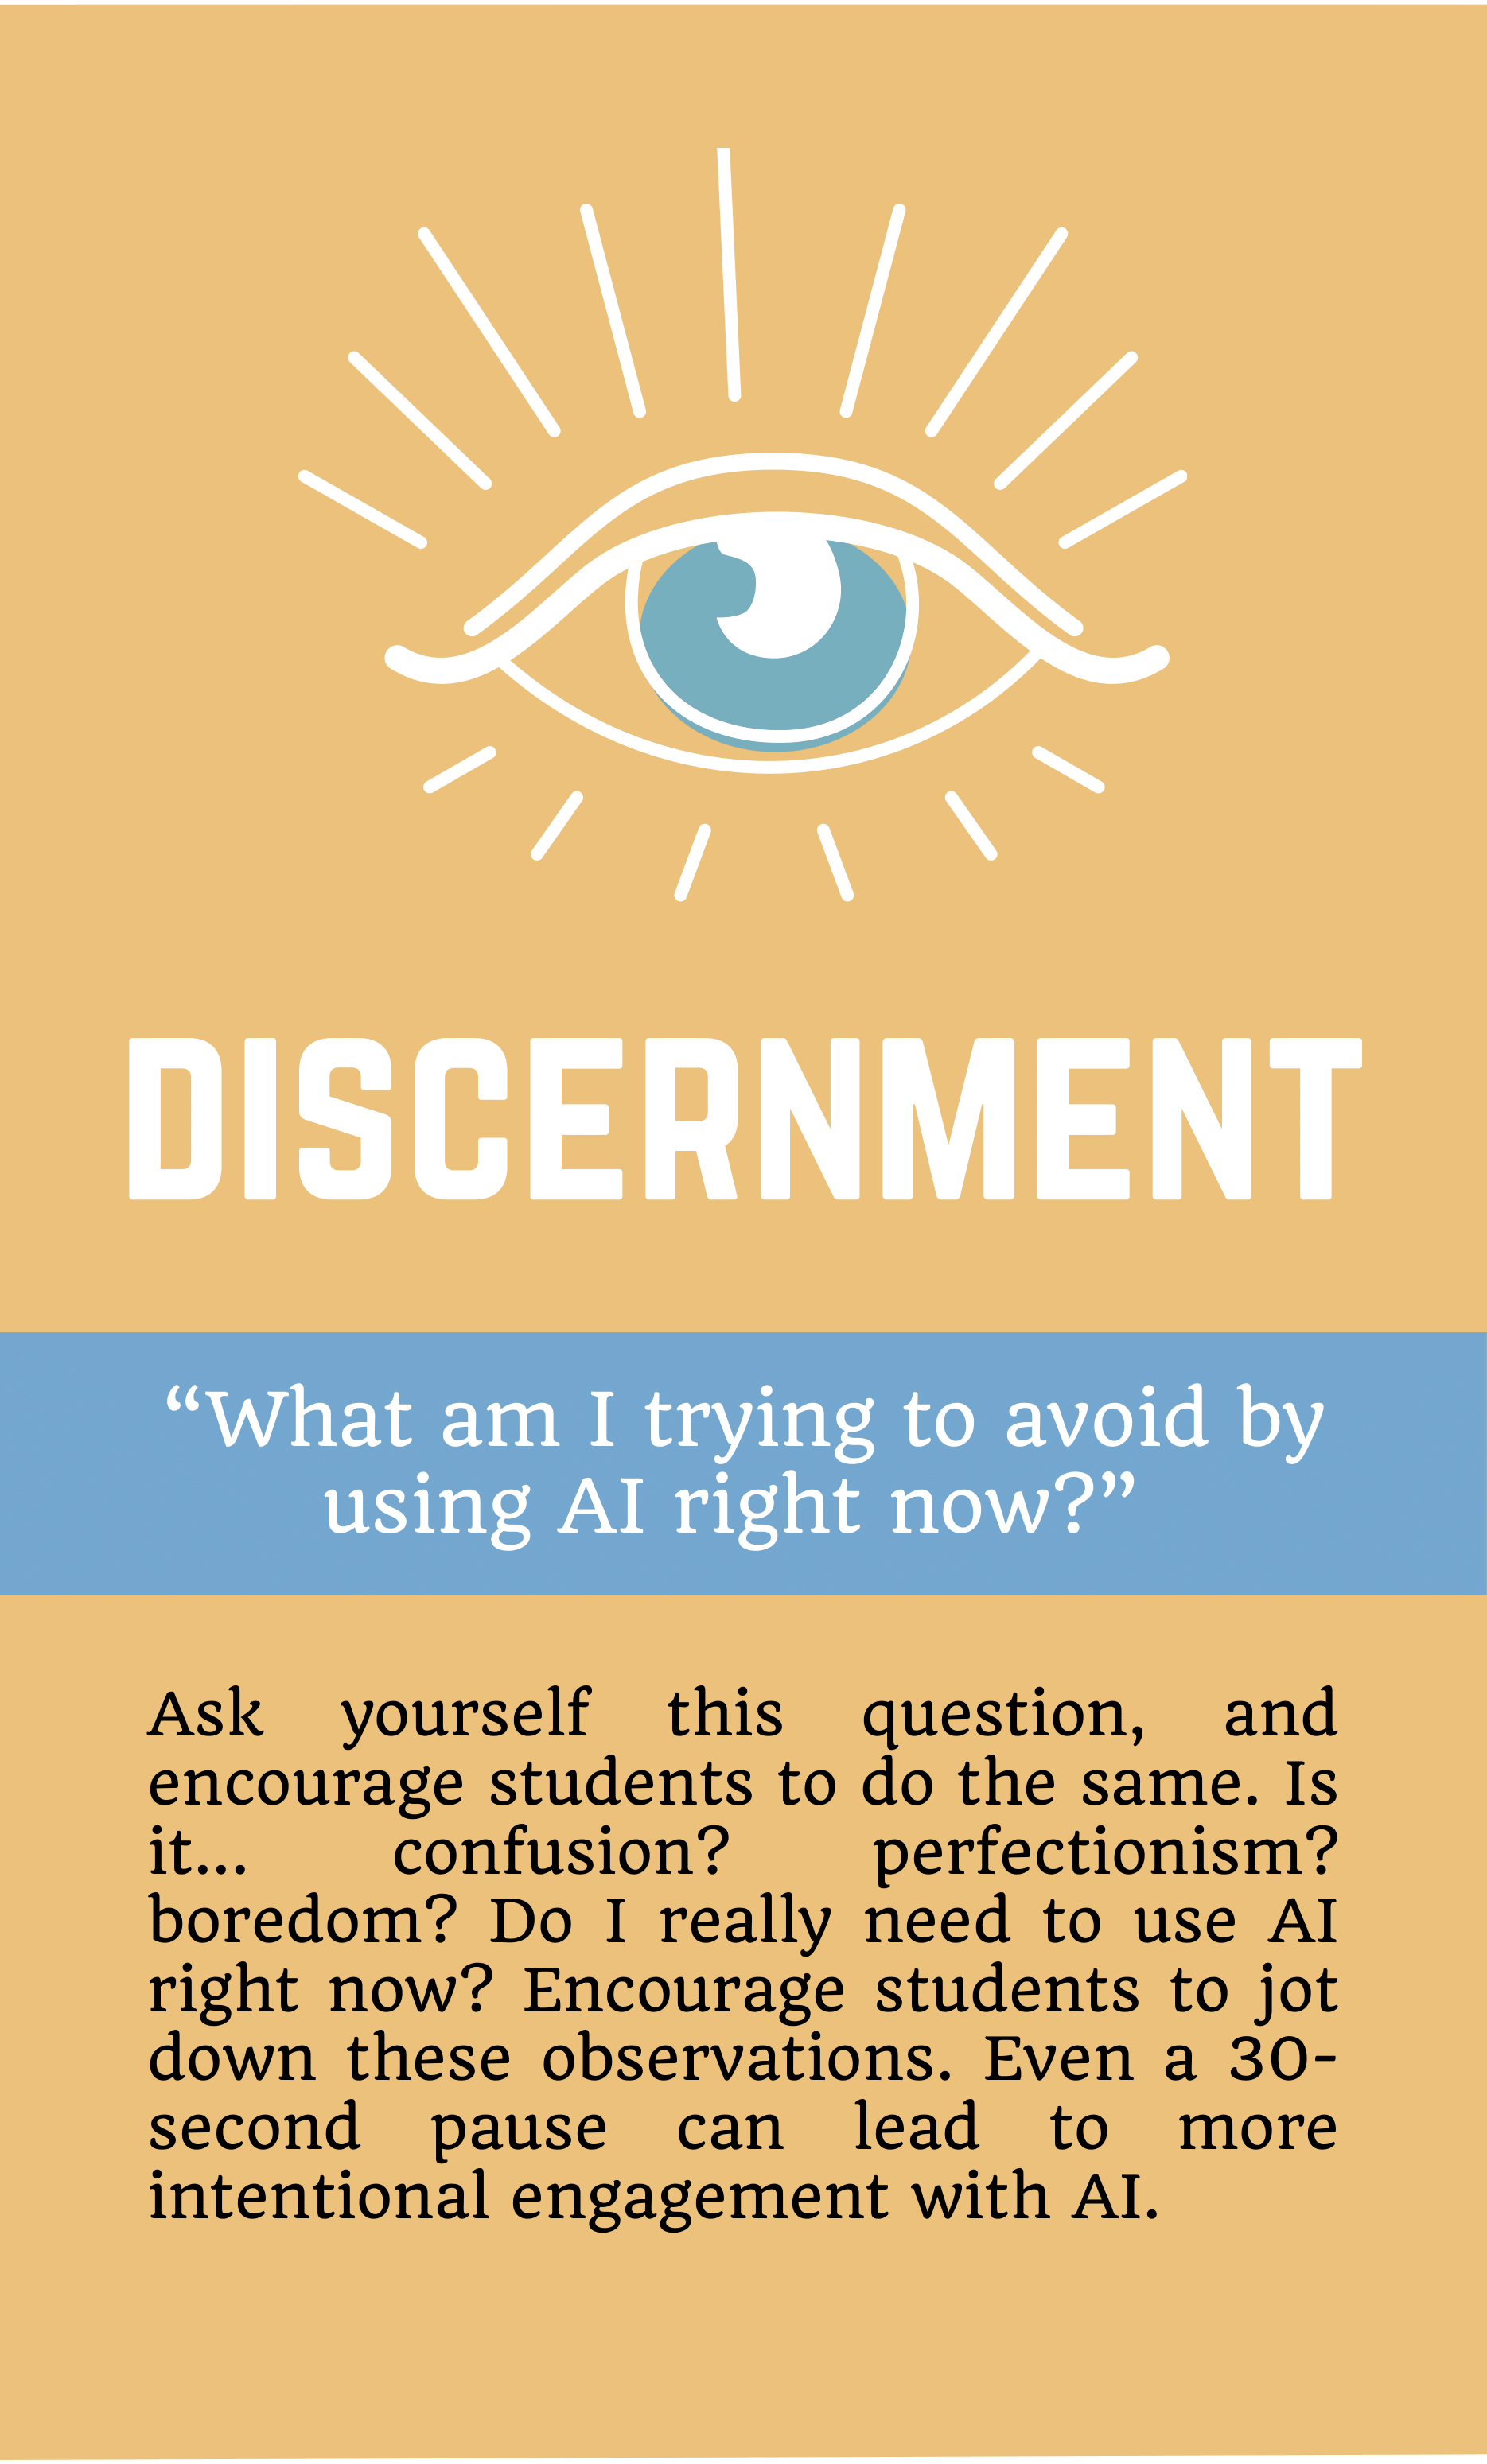 DISCERNMENT
“What am I trying to avoid by
using AI right now?”
Ask yourself this question, and
encourage students to do the same. Is
it... confusion? perfectionism?
boredom? Do I really need to use AI
right now? Encourage students to jot
down these observations. Even a 30-
second pause can lead to more
intentional engagement with AI.